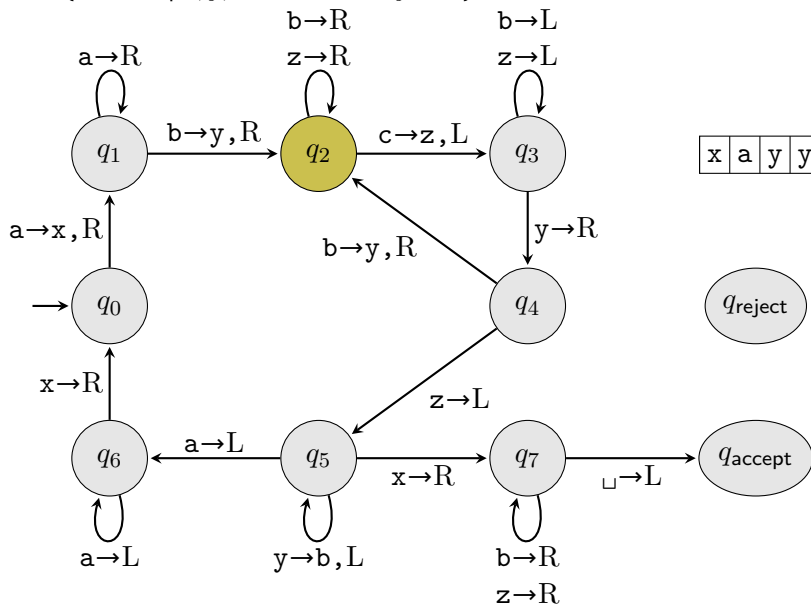 b→R b→L
a→R z→R z→L
q1 b→y,R q2 c→z,L q3 x a y y
a→x,R b→y,R y→R
q0 q4 qreject
x→R z→L
q6 a→L q5 x→R q7 ␣→L qaccept
a→L y→b,L b→R
z→R